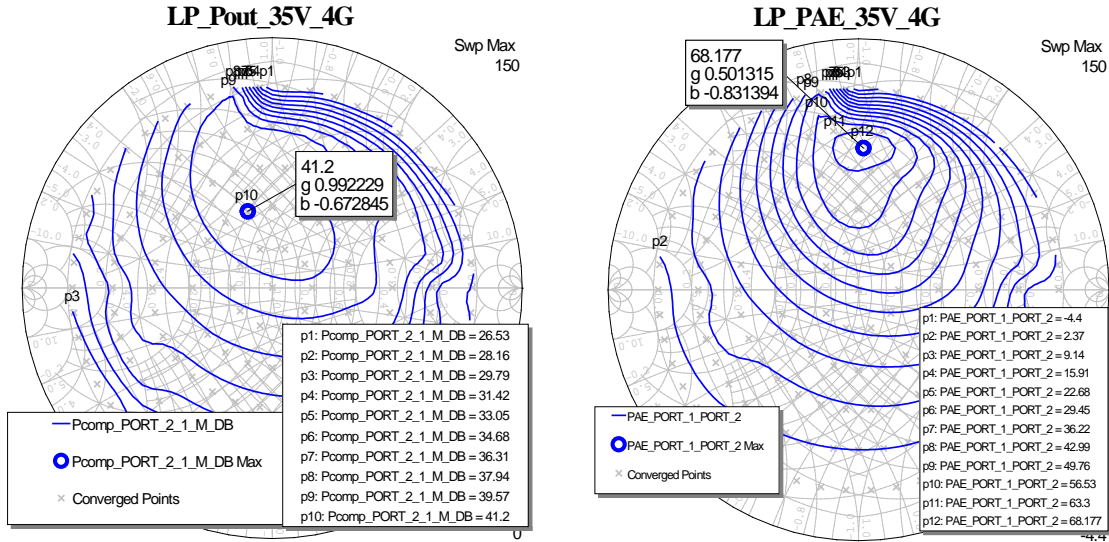 LP_Pout_35V_4G
Swp Max
150
p9
p1
41.2
g 0.992229
b -0.672845
p10
p3
p1: Pcomp_PORT_2_1_M_DB = 26.53
p2: Pcomp_PORT_2_1_M_DB = 28.16
p3: Pcomp_PORT_2_1_M_DB = 29.79
p4: Pcomp_PORT_2_1_M_DB = 31.42
p5: Pcomp_PORT_2_1_M_DB = 33.05
p6: Pcomp_PORT_2_1_M_DB = 34.68
p7: Pcomp_PORT_2_1_M_DB = 36.31
p8: Pcomp_PORT_2_1_M_DB = 37.94
p9: Pcomp_PORT_2_1_M_DB = 39.57
p10: Pcomp_PORT_2_1_M_DB = 41.2
Pcomp_PORT_2_1_M_DB
Pcomp_PORT_2_1_M_DB Max
Converged Points
0
LP_PAE_35V_4G
Swp Max
150
68.177
g 0.501315
b -0.831394
p8
p9
p1
p10
p11
p12
p2
p1: PAE_PORT_1_PORT_2 = -4.4
p2: PAE_PORT_1_PORT_2 = 2.37
p3: PAE_PORT_1_PORT_2 = 9.14
p4: PAE_PORT_1_PORT_2 = 15.91
p5: PAE_PORT_1_PORT_2 = 22.68
p6: PAE_PORT_1_PORT_2 = 29.45
p7: PAE_PORT_1_PORT_2 = 36.22
p8: PAE_PORT_1_PORT_2 = 42.99
p9: PAE_PORT_1_PORT_2 = 49.76
p10: PAE_PORT_1_PORT_2 = 56.53
p11: PAE_PORT_1_PORT_2 = 63.3
p12: PAE_PORT_1_PORT_2 = 68.177
PAE_PORT_1_PORT_2
PAE_PORT_1_PORT_2 Max
Converged Points
-4.4